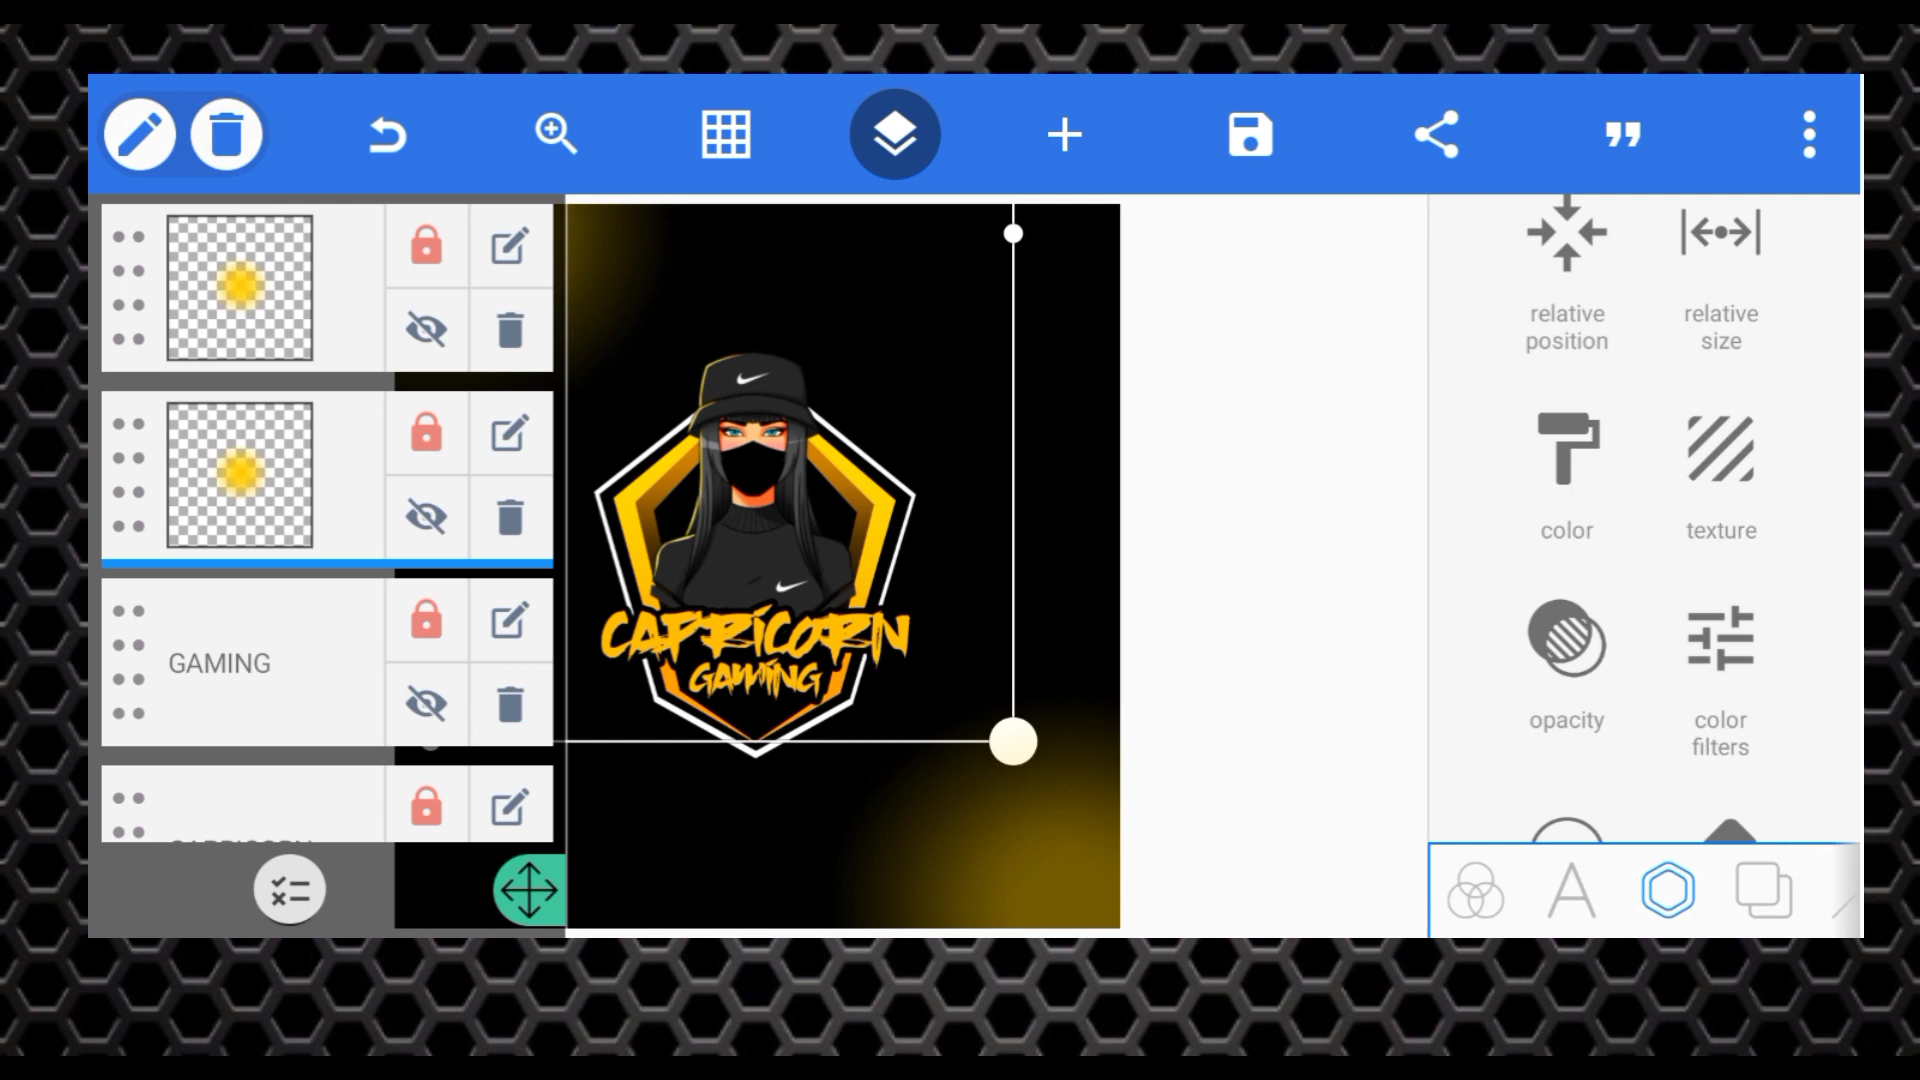 relative
position
relative
size
color
texture
GAMING
CAPRICORN
GAMING
opacity
color
filters